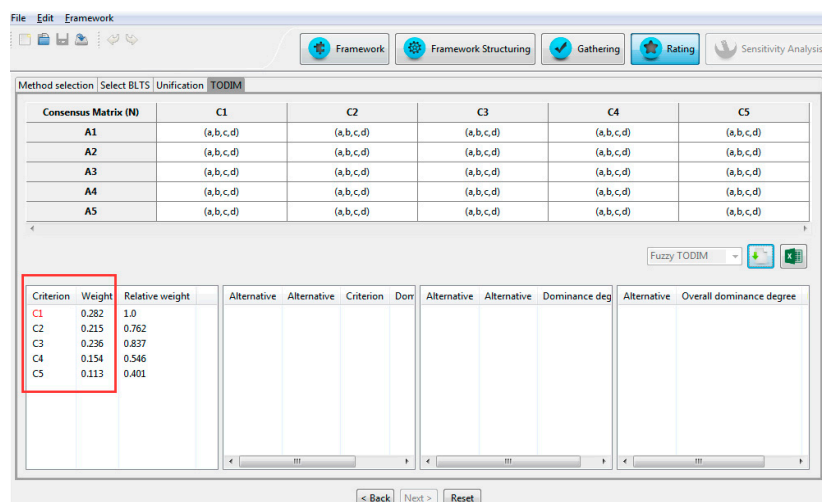 File Edit Framework
Framework Framework Structuring Gathering Rating Sensitivity Analysis
Method selection Select BLTS Unification TODIM
Consensus Matrix (N) C1 C2 C3 C4 C5
A1 (a,b,c,d) (a,b,c,d) (a,b,c,d) (a,b,c,d) (a,b,c,d)
A2 (a,b,c,d) (a,b,c,d) (a,b,c,d) (a,b,c,d) (a,b,c,d)
A3 (a,b,c,d) (a,b,c,d) (a,b,c,d) (a,b,c,d) (a,b,c,d)
A4 (a,b,c,d) (a,b,c,d) (a,b,c,d) (a,b,c,d) (a,b,c,d)
A5 (a,b,c,d) (a,b,c,d) (a,b,c,d) (a,b,c,d) (a,b,c,d)
Fuzzy TODIM
Criterion Weight Relative weight Alternative Alternative Criterion Dom Alternative Alternative Dominance deg Alternative Overall dominance degree
C1 0.282 1.0
C2 0.215 0.762
C3 0.236 0.837
C4 0.154 0.546
C5 0.113 0.401
< Back Next > Reset